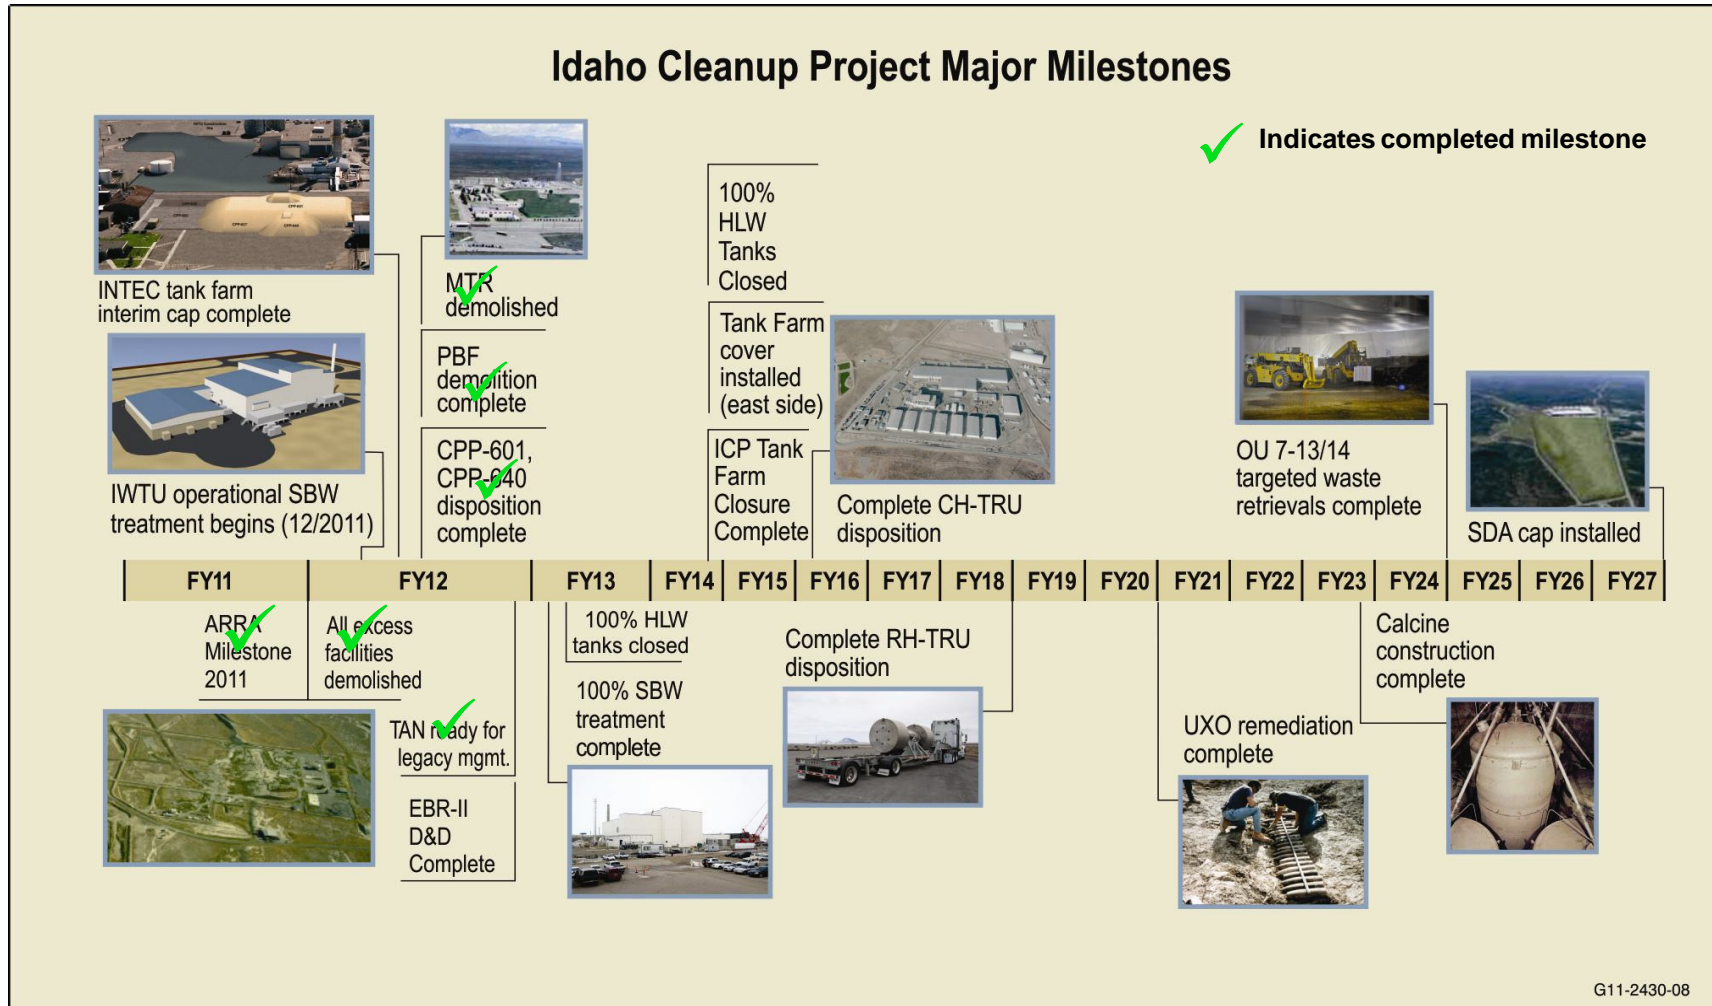 Idaho Cleanup Project Major Milestones
Indicates completed milestone
INTEC tank farm
interim cap complete
IWTU operational SBW
treatment begins (12/2011)
MTR
demolished
PBF
demolition
complete
CPP-601,
CPP-640
disposition
complete
100%
HLW
Tanks
Closed
Tank Farm
cover
installed
(east side)
ICP Tank
Farm
Closure
Complete
Complete CH-TRU
disposition
OU 7-13/14
targeted waste
retrievals complete
SDA cap installed
FY11 FY12 FY13 FY14 FY15 FY16 FY17 FY18 FY19 FY20 FY21 FY22 FY23 FY24 FY25 FY26 FY27
ARRA
Milestone
2011
All excess
facilities
demolished
TAN ready for
legacy mgmt.
EBR-II
D&D
Complete
100% HLW
tanks closed
100% SBW
treatment
complete
Complete RH-TRU
disposition
UXO remediation
complete
Calcine
construction
complete
G11-2430-08